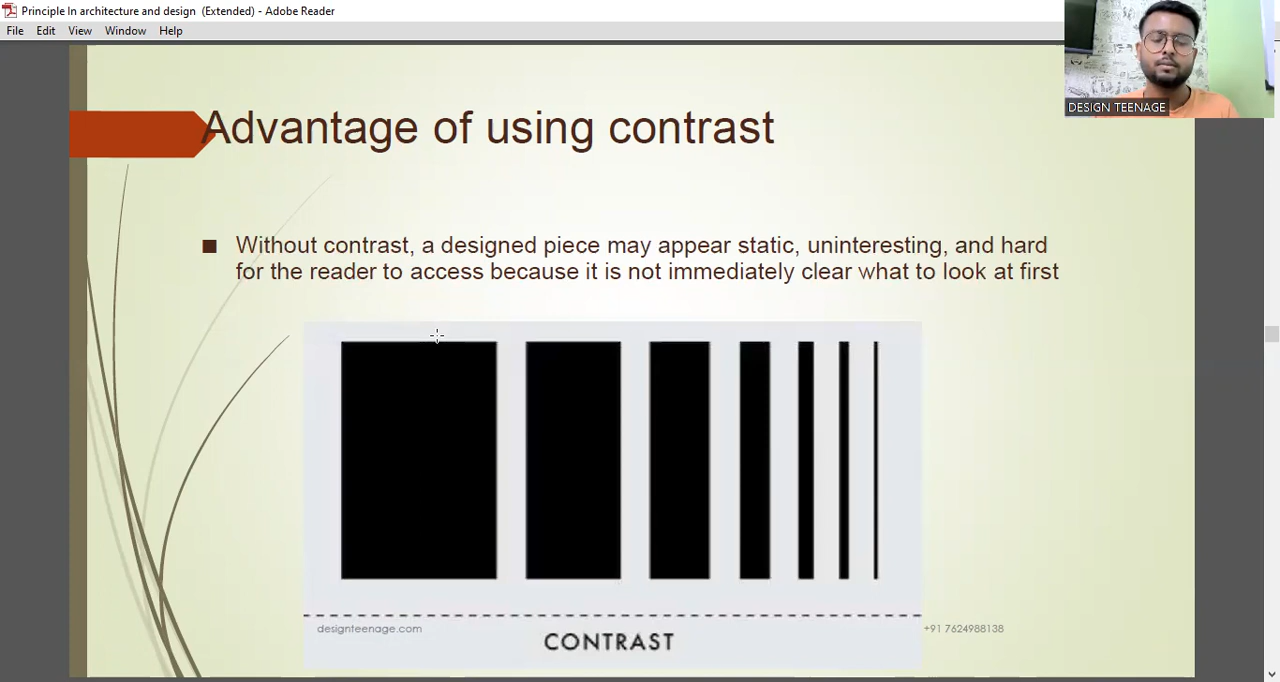 Principle In architecture and design (Extended) - Adobe Reader
File Edit View Window Help
DESIGN TEENAGE
Advantage of using contrast
Without contrast, a designed piece may appear static, uninteresting, and hard
for the reader to access because it is not immediately clear what to look at first
designteenage.com
+91 7624988138
CONTRAST